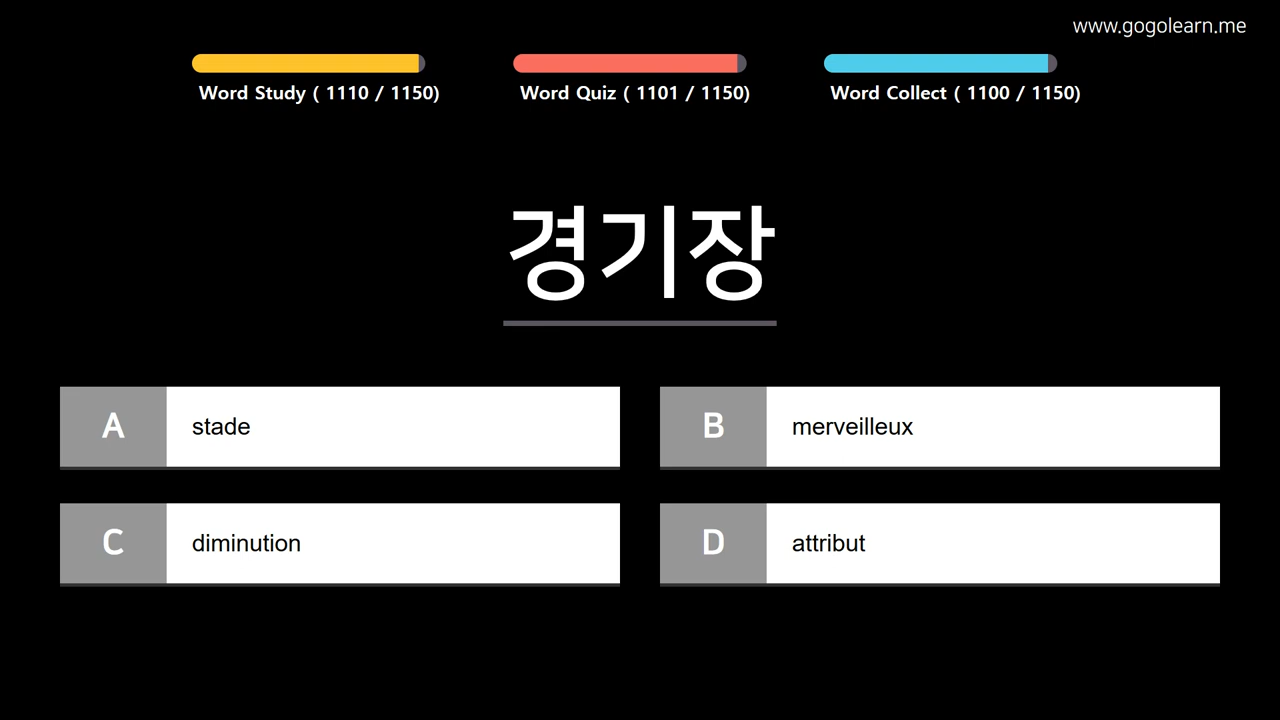 www.gogolearn.me
Word Study ( 1110 / 1150)
Word Quiz ( 1101 / 1150)
Word Collect ( 1100 / 1150)
경기장
A stade
B merveilleux
C diminution
D attribut